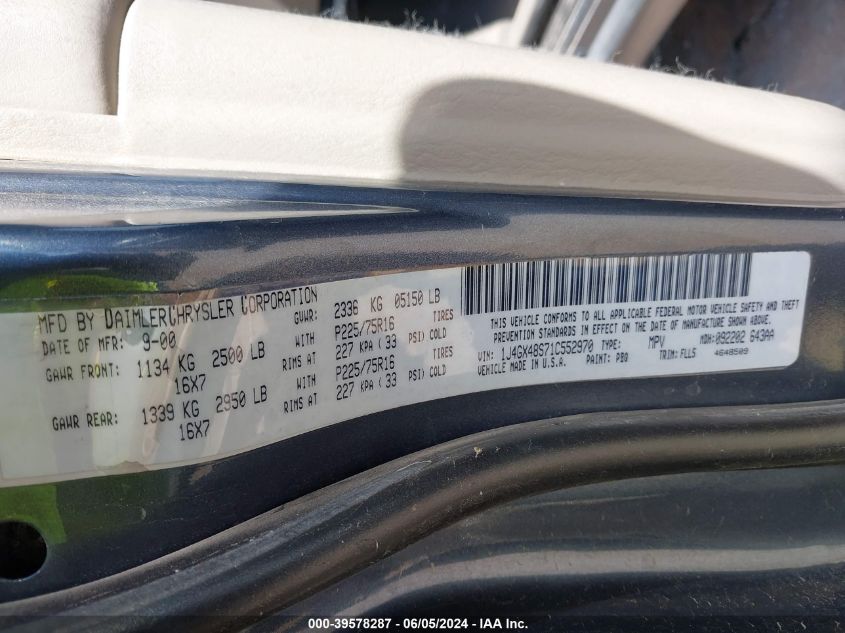 MFD BY DAIMLERCHRYSLER CORPORATION GVWR: 2336 KG 05150 LB
DATE OF MFR: 9-00 WITH P225/75R16 TIRES
GAWR FRONT: 1134 KG 2500 LB RIMS AT 227 KPA ( 33 PSI) COLD
16X7 WITH P225/75R16 TIRES
GAWR REAR: 1339 KG 2950 LB RIMS AT 227 KPA ( 33 PSI) COLD
16X7
THIS VEHICLE CONFORMS TO ALL APPLICABLE FEDERAL MOTOR VEHICLE SAFETY AND THEFT
PREVENTION STANDARDS IN EFFECT ON THE DATE OF MANUFACTURE SHOWN ABOVE.
VIN: 1J4GX48S71C552970 TYPE: MPV MDH: 092202 643AA
VEHICLE MADE IN U.S.A. PAINT: PB8 TRIM: FLL5 4648509
000-39578287 - 06/05/2024 - IAA Inc.